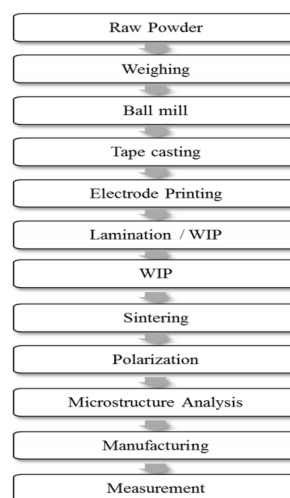 Raw Powder
Weighing
Ball mill
Tape casting
Electrode Printing
Lamination / WIP
WIP
Sintering
Polarization
Microstructure Analysis
Manufacturing
Measurement